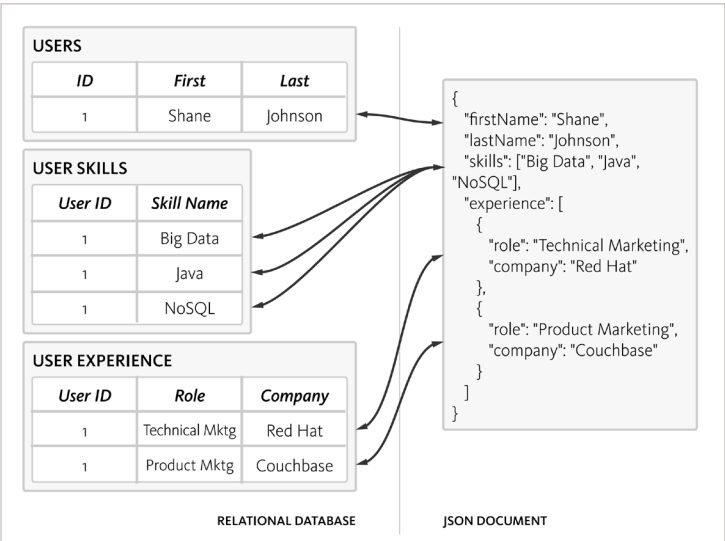 USERS
ID First Last
1 Shane Johnson
USER SKILLS
User ID Skill Name
1 Big Data
1 Java
1 NoSQL
USER EXPERIENCE
User ID Role Company
1 Technical Mktg Red Hat
1 Product Mktg Couchbase
RELATIONAL DATABASE
{
"firstName": "Shane",
"lastName": "Johnson",
"skills": ["Big Data", "Java",
"NoSQL"],
"experience": [
{
"role": "Technical Marketing",
"company": "Red Hat"
},
{
"role": "Product Marketing",
"company": "Couchbase"
}
]
}
JSON DOCUMENT